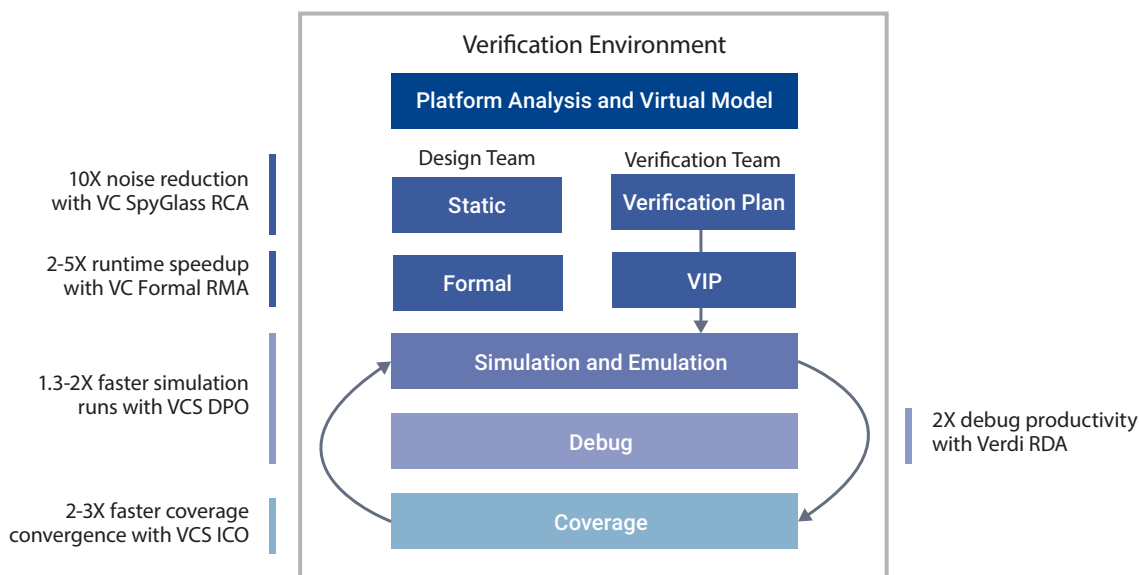 Verification Environment
Platform Analysis and Virtual Model
Design Team
Verification Team
10X noise reduction
with VC SpyGlass RCA
Static
Verification Plan
2-5X runtime speedup
with VC Formal RMA
Formal
VIP
1.3-2X faster simulation
runs with VCS DPO
Simulation and Emulation
Debug
2X debug productivity
with Verdi RDA
2-3X faster coverage
convergence with VCS ICO
Coverage